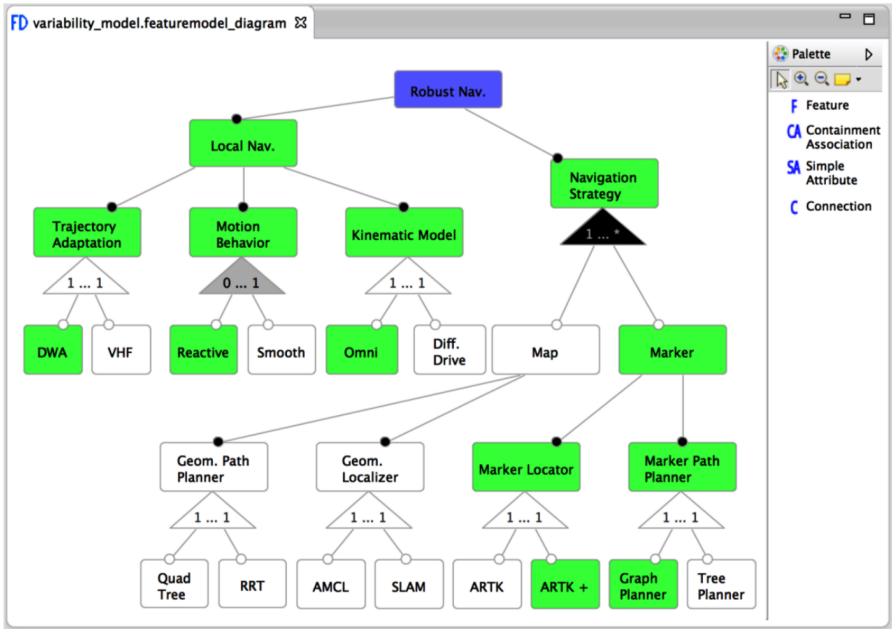 FD variability_model.featuremodel_diagram
Palette
Robust Nav.
F Feature
CA Containment
Association
SA Simple
Attribute
C Connection
Local Nav.
Navigation
Strategy
1 ... *
Trajectory
Adaptation
Motion
Behavior
Kinematic Model
1 ... 1
0 ... 1
1 ... 1
DWA
VHF
Reactive
Smooth
Omni
Diff.
Drive
Map
Marker
Geom. Path
Planner
Geom.
Localizer
Marker Locator
Marker Path
Planner
1 ... 1
1 ... 1
1 ... 1
1 ... 1
Quad
Tree
RRT
AMCL
SLAM
ARTK
ARTK +
Graph
Planner
Tree
Planner